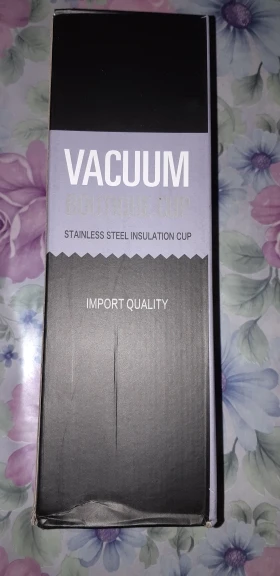 VACUUM
STAINLESS STEEL INSULATION CUP
IMPORT QUALITY